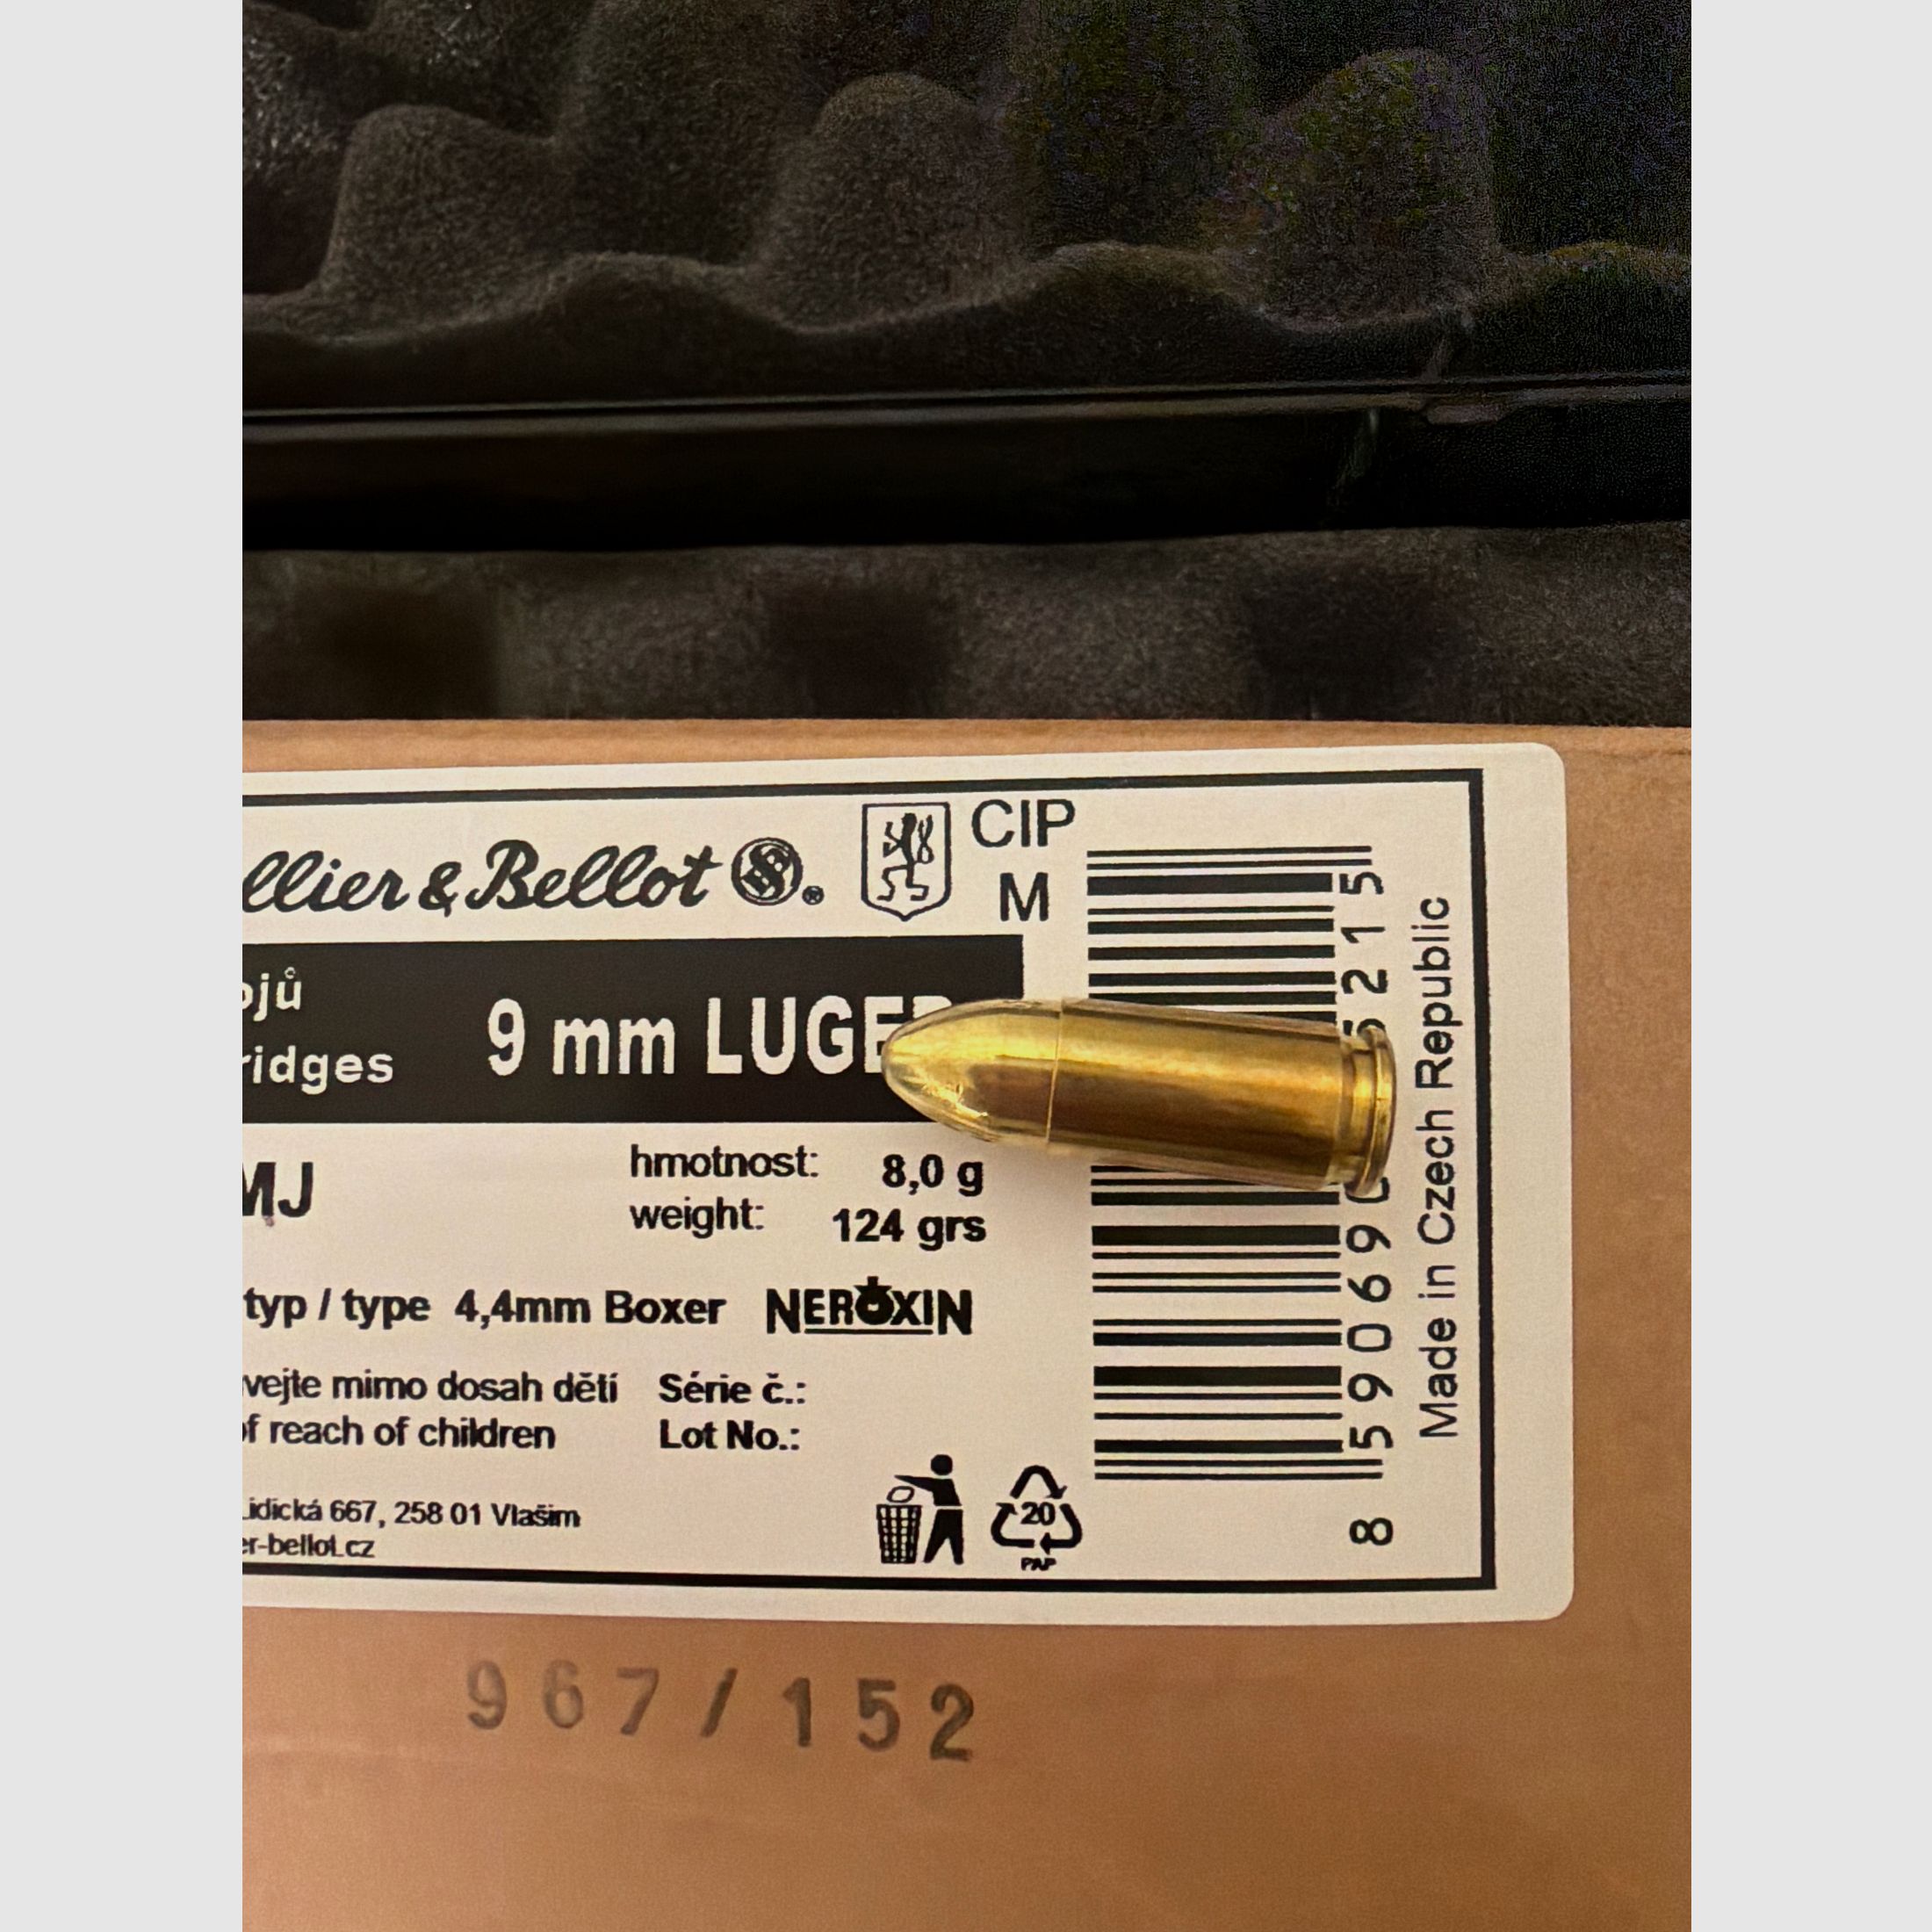 llier & Bellot SB ®
CIP
M
ojů
ridges
9 mm LUGER
MJ
hmotnost: 8,0 g
weight: 124 grs
typ / type 4,4mm Boxer NEROXIN
vejte mimo dosah dětí
of reach of children
Série č.:
Lot No.:
Lidická 667, 258 01 Vlašim
er-bellot.cz
20
PAP
Made in Czech Republic
967/152